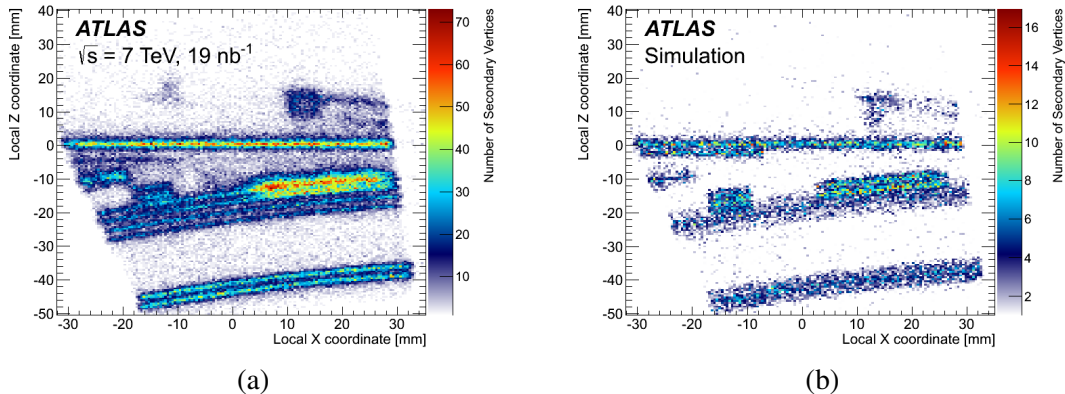 ATLAS
√s = 7 TeV, 19 nb-1
Local Z coordinate [mm]
40
30
20
10
0
-10
-20
-30
-40
-50
-30 -20 -10 0 10 20 30
Local X coordinate [mm]
70
60
50
40
30
20
10
Number of Secondary Vertices
(a)
ATLAS
Simulation
Local Z coordinate [mm]
40
30
20
10
0
-10
-20
-30
-40
-50
-30 -20 -10 0 10 20 30
Local X coordinate [mm]
16
14
12
10
8
6
4
2
Number of Secondary Vertices
(b)